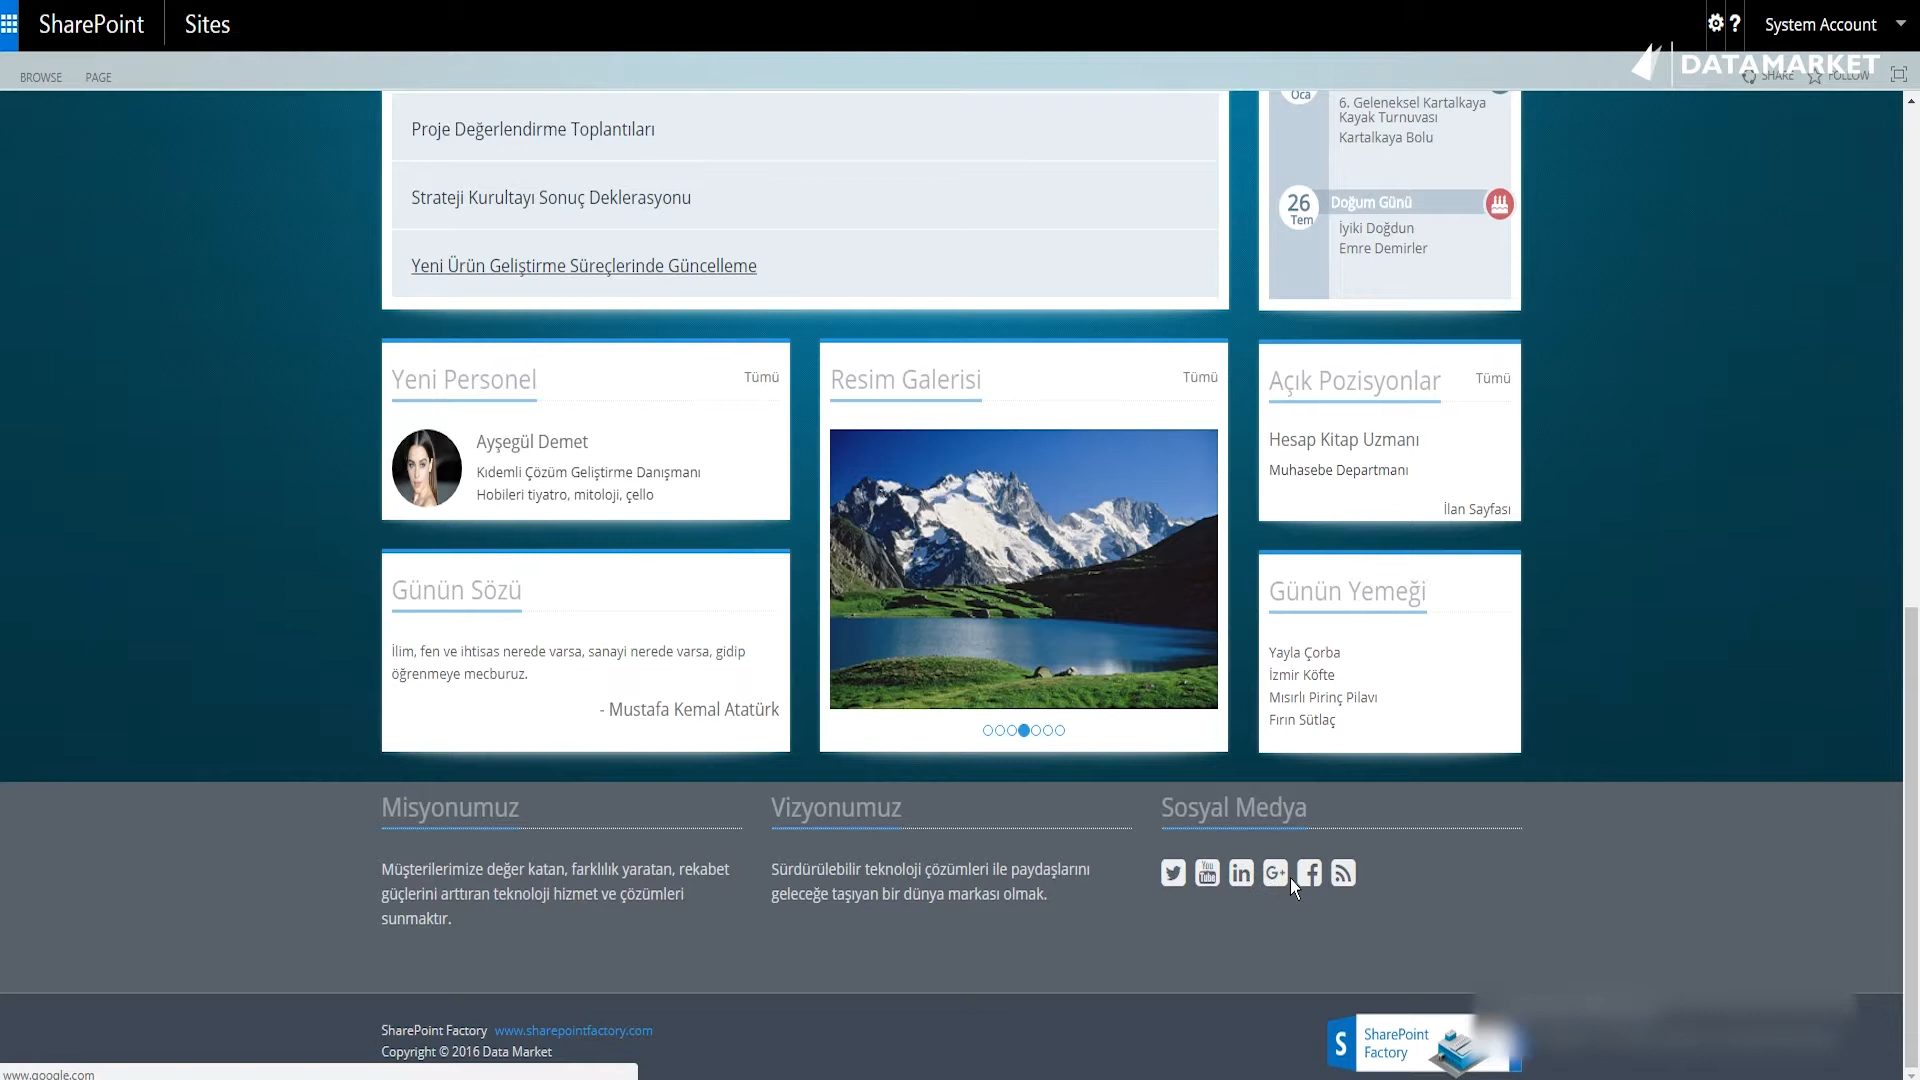 SharePoint
Sites
? System Account
BROWSE PAGE
DATAMARKET
SHARE FOLLOW
Proje Değerlendirme Toplantıları
Strateji Kurultayı Sonuç Deklerasyonu
Yeni Ürün Geliştirme Süreçlerinde Güncelleme
Oca
6. Geleneksel Kartalkaya
Kayak Turnuvası
Kartalkaya Bolu
26
Tem
Doğum Günü
İyiki Doğdun
Emre Demirler
Yeni Personel Tümü
Ayşegül Demet
Kıdemli Çözüm Geliştirme Danışmanı
Hobileri tiyatro, mitoloji, çello
Resim Galerisi Tümü
Açık Pozisyonlar Tümü
Hesap Kitap Uzmanı
Muhasebe Departmanı
İlan Sayfası
Günün Sözü
İlim, fen ve ihtisas nerede varsa, sanayi nerede varsa, gidip
öğrenmeye mecburuz.
- Mustafa Kemal Atatürk
Günün Yemeği
Yayla Çorba
İzmir Köfte
Mısırlı Pirinç Pilavı
Fırın Sütlaç
Misyonumuz
Müşterilerimize değer katan, farklılık yaratan, rekabet
güçlerini arttıran teknoloji hizmet ve çözümleri
sunmaktır.
Vizyonumuz
Sürdürülebilir teknoloji çözümleri ile paydaşlarını
geleceğe taşıyan bir dünya markası olmak.
Sosyal Medya
You
Tube
in
G+
SharePoint Factory www.sharepointfactory.com
Copyright © 2016 Data Market
S
SharePoint
Factory
www.google.com